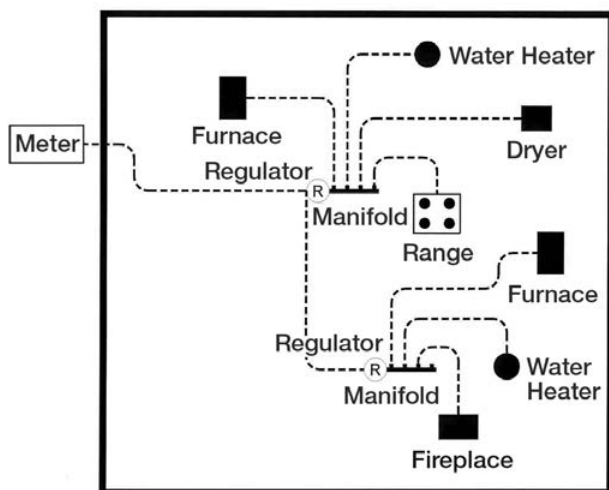 Water Heater
Furnace
Meter
Dryer
Regulator
R
Manifold
Range
Furnace
Regulator
R
Water
Heater
Manifold
Fireplace